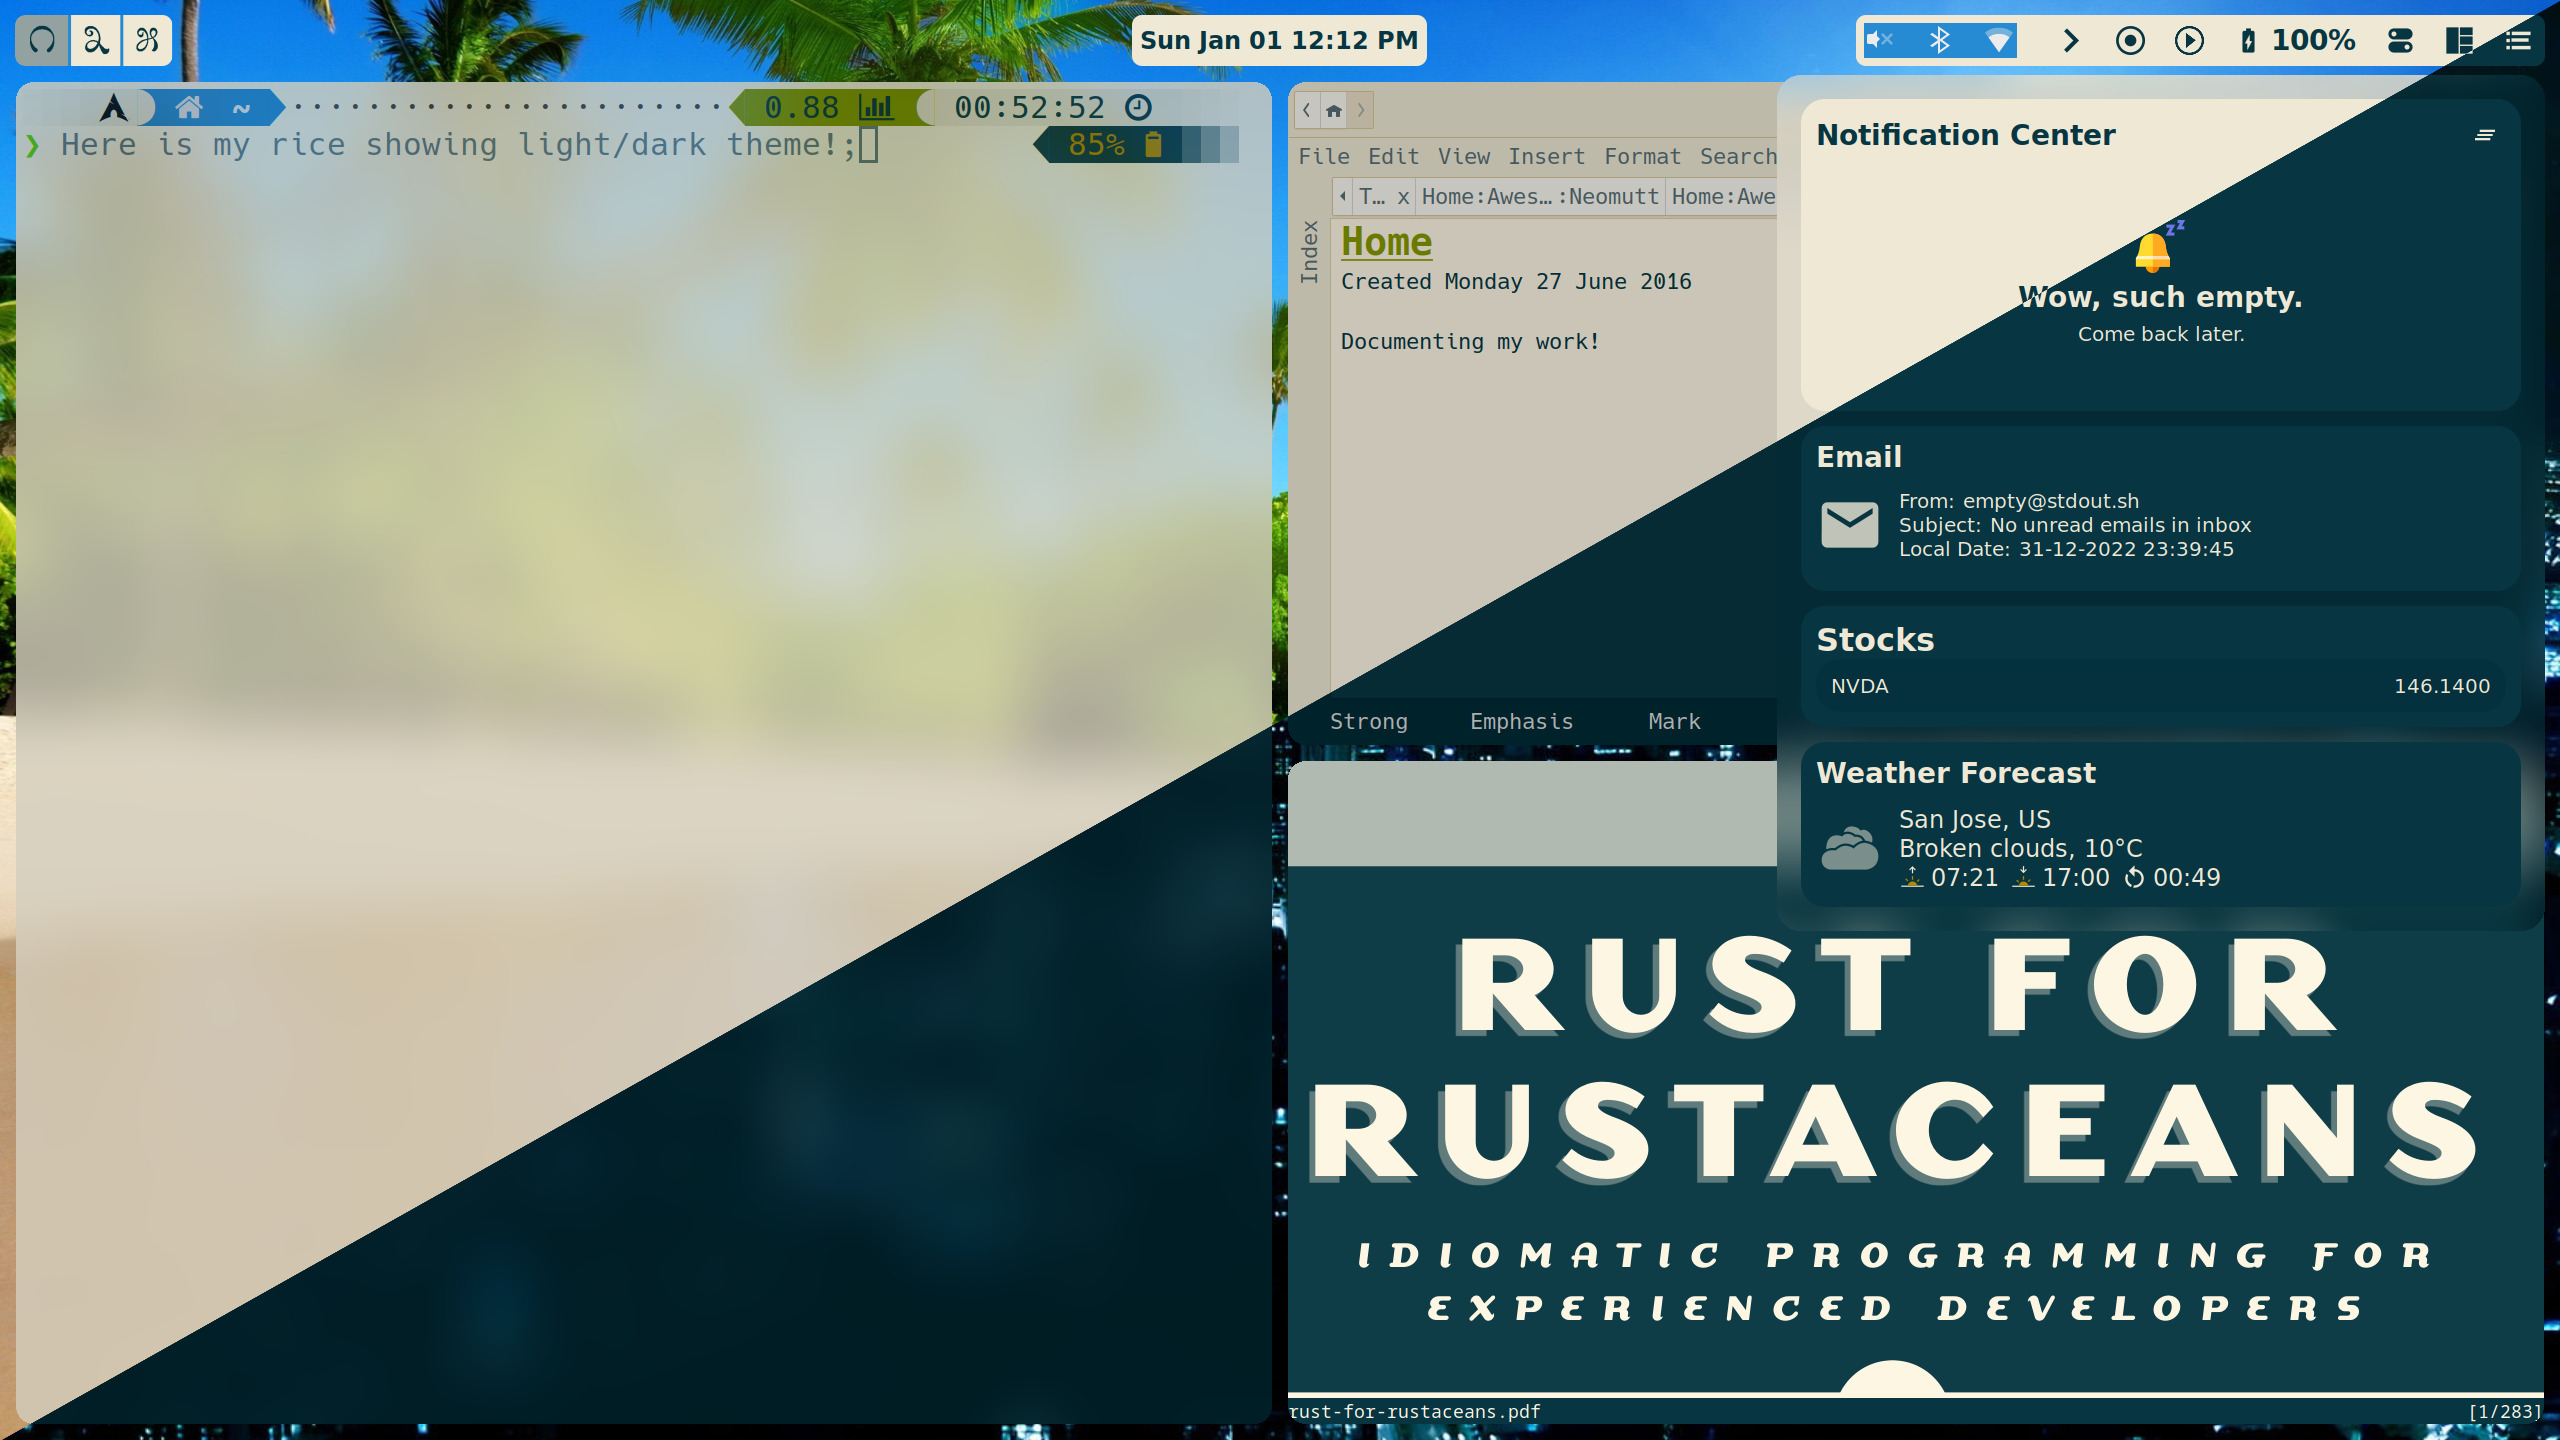 Sun Jan 01 12:12 PM
100%
~ 0.88 00:52:52
❯ Here is my rice showing light/dark theme!;
85%
File Edit View Insert Format Search
T… x Home:Awes…:Neomutt Home:Awe
Index
Home
Created Monday 27 June 2016
Documenting my work!
Strong Emphasis Mark
Notification Center
Wow, such empty.
Come back later.
Email
From: empty@stdout.sh
Subject: No unread emails in inbox
Local Date: 31-12-2022 23:39:45
Stocks
NVDA 146.1400
Weather Forecast
San Jose, US
Broken clouds, 10°C
07:21 17:00 00:49
RUST FOR
RUSTACEANS
IDIOMATIC PROGRAMMING FOR
EXPERIENCED DEVELOPERS
rust-for-rustaceans.pdf [1/283]